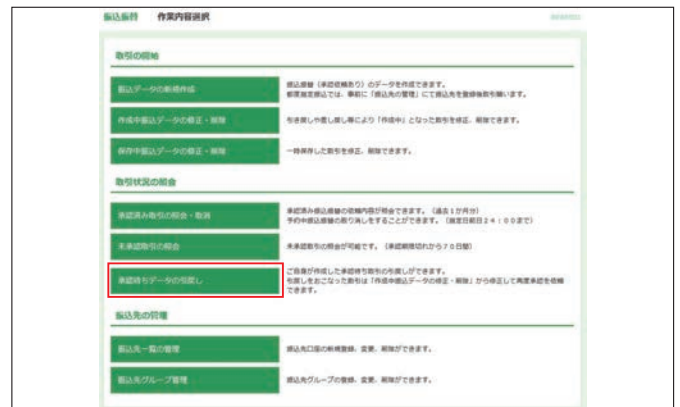 振込振替 作業内容選択
取引の開始
振込データの新規作成
振込振替（承認依頼あり）のデータを作成できます。
都度指定振込では、事前に「振込先の管理」にて振込先を登録後取引願います。
作成中振込データの修正・削除
引き戻しや差し戻し等により「作成中」となった取引を修正、削除できます。
保存中振込データの修正・削除
一時保存した取引を修正、削除できます。
取引状況の照会
承認済み取引の照会・取消
承認済み振込振替の依頼内容が照会できます。（過去１か月分）
予約中振込振替の取り消しをすることができます。（指定日前日２４：００まで）
未承認取引の照会
未承認取引の照会が可能です。（承認期限切れから７０日間）
承認待ちデータの引戻し
ご自身が作成した承認待ち取引の引戻しができます。
引戻しをおこなった取引は「作成中振込データの修正・削除」から修正して再度承認を依頼
できます。
振込先の管理
振込先一覧の管理
振込先口座の新規登録、変更、削除ができます。
振込先グループ管理
振込先グループの登録、変更、削除ができます。